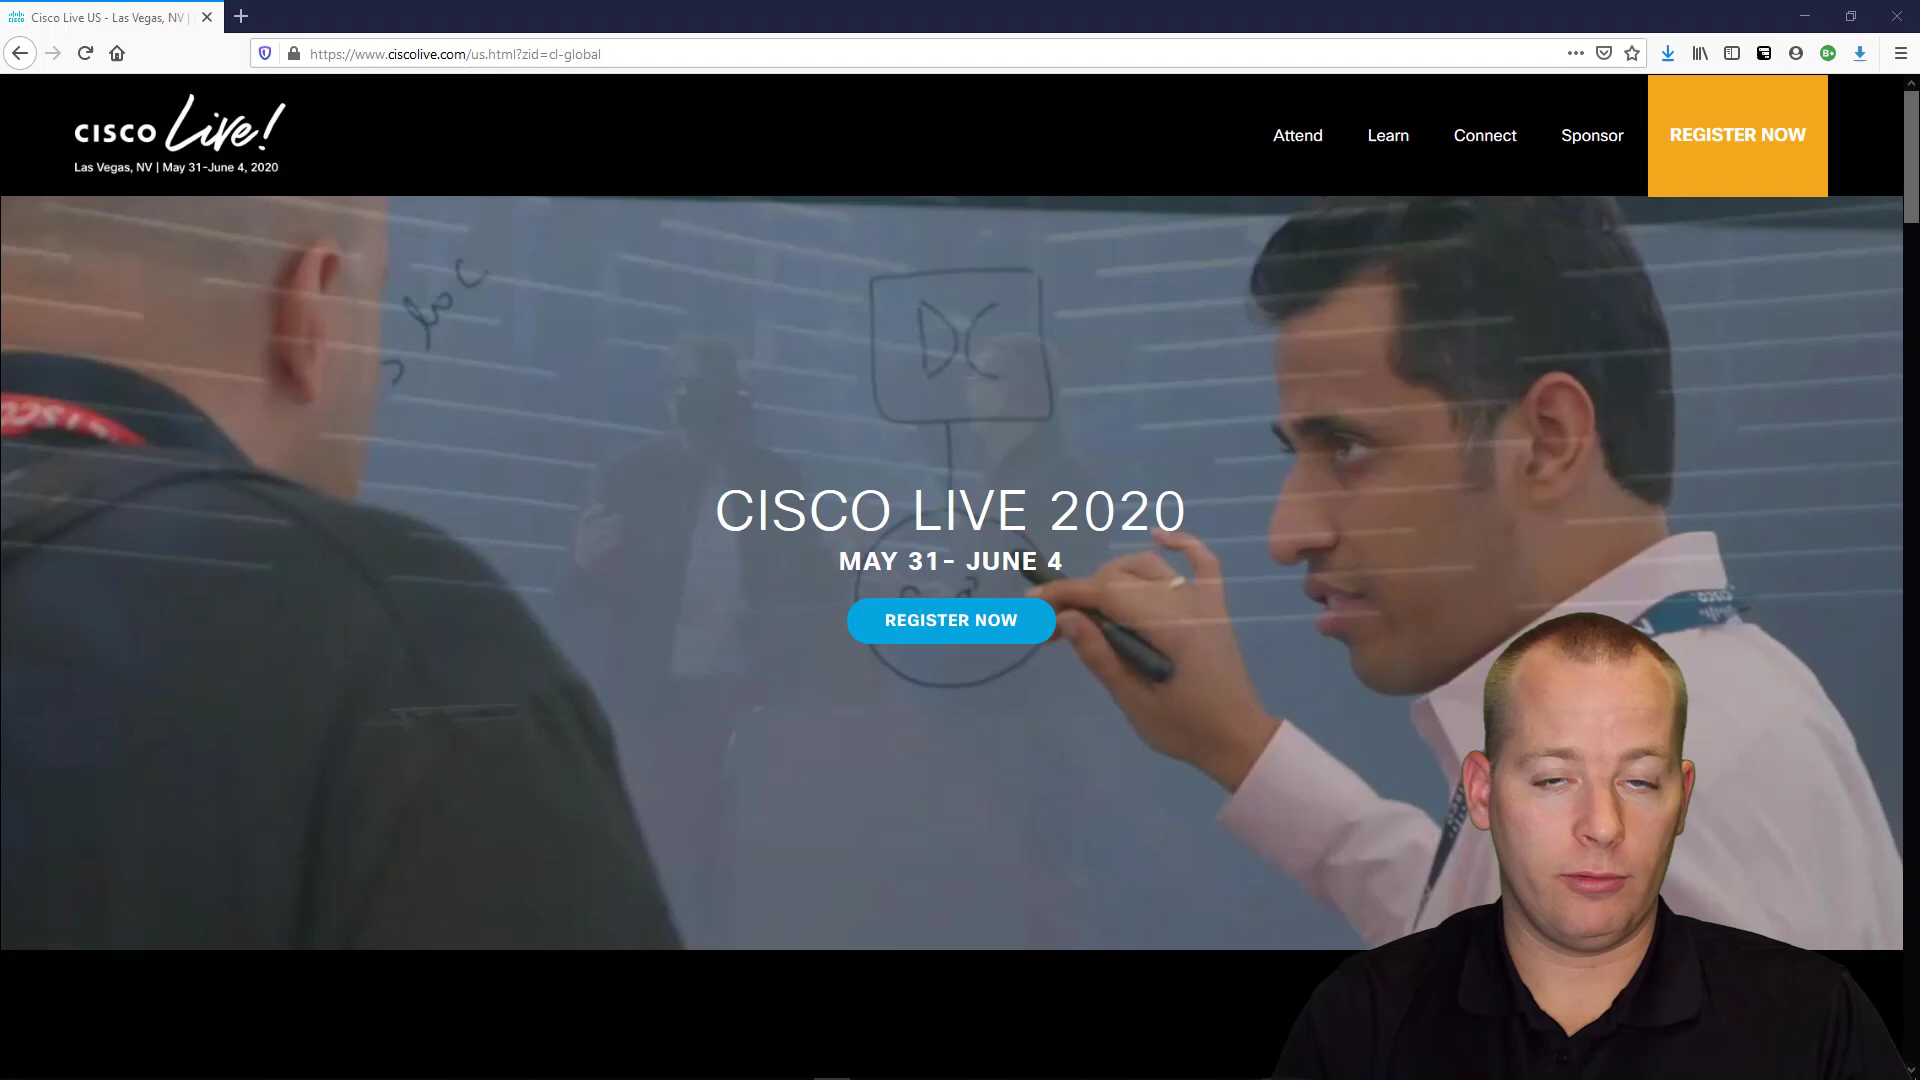 Cisco Live US - Las Vegas, NV |
https://www.ciscolive.com/us.html?zid=cl-global
B+
CISCO Live!
Las Vegas, NV | May 31-June 4, 2020
Attend
Learn
Connect
Sponsor
REGISTER NOW
DC
CISCO LIVE 2020
MAY 31- JUNE 4
REGISTER NOW